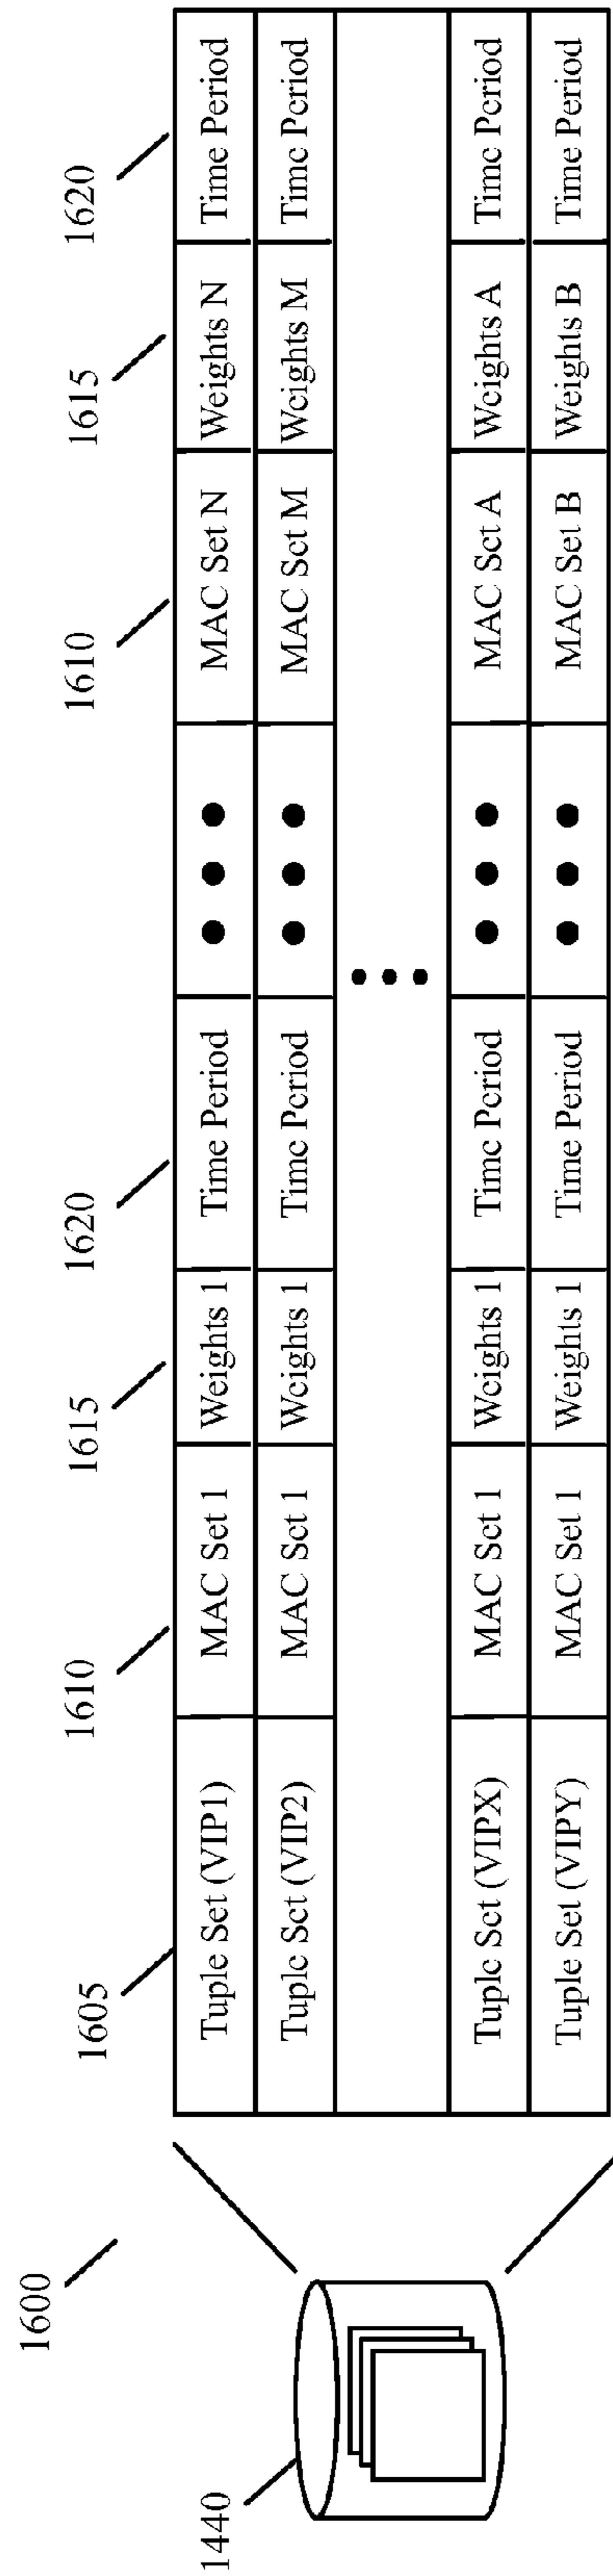 1600
1440
1605
1610
1615
1620
1610
1615
1620
Tuple Set (VIP1)
MAC Set 1
Weights 1
Time Period
MAC Set N
Weights N
Time Period
Tuple Set (VIP2)
MAC Set 1
Weights 1
Time Period
MAC Set M
Weights M
Time Period
Tuple Set (VIPX)
MAC Set 1
Weights 1
Time Period
MAC Set A
Weights A
Time Period
Tuple Set (VIPY)
MAC Set 1
Weights 1
Time Period
MAC Set B
Weights B
Time Period